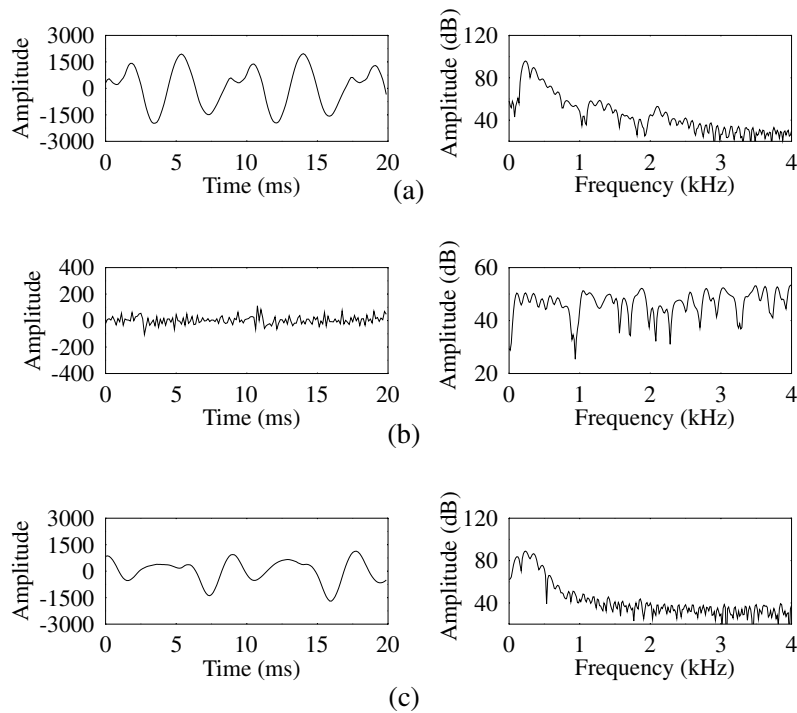 Amplitude
3000
1500
0
-1500
-3000
0 5 10 15 20
Time (ms)
Amplitude (dB)
120
80
40
0 1 2 3 4
Frequency (kHz)
(a)
Amplitude
400
200
0
-200
-400
0 5 10 15 20
Time (ms)
Amplitude (dB)
60
40
20
0 1 2 3 4
Frequency (kHz)
(b)
Amplitude
3000
1500
0
-1500
-3000
0 5 10 15 20
Time (ms)
Amplitude (dB)
120
80
40
0 1 2 3 4
Frequency (kHz)
(c)